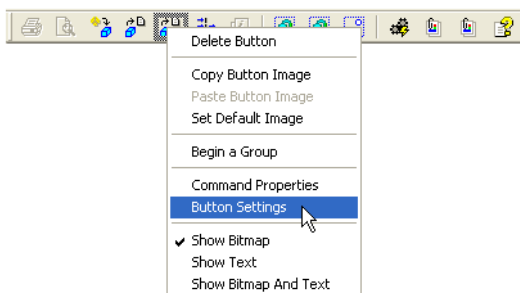 Delete Button
Copy Button Image
Paste Button Image
Set Default Image
Begin a Group
Command Properties
Button Settings
Show Bitmap
Show Text
Show Bitmap And Text